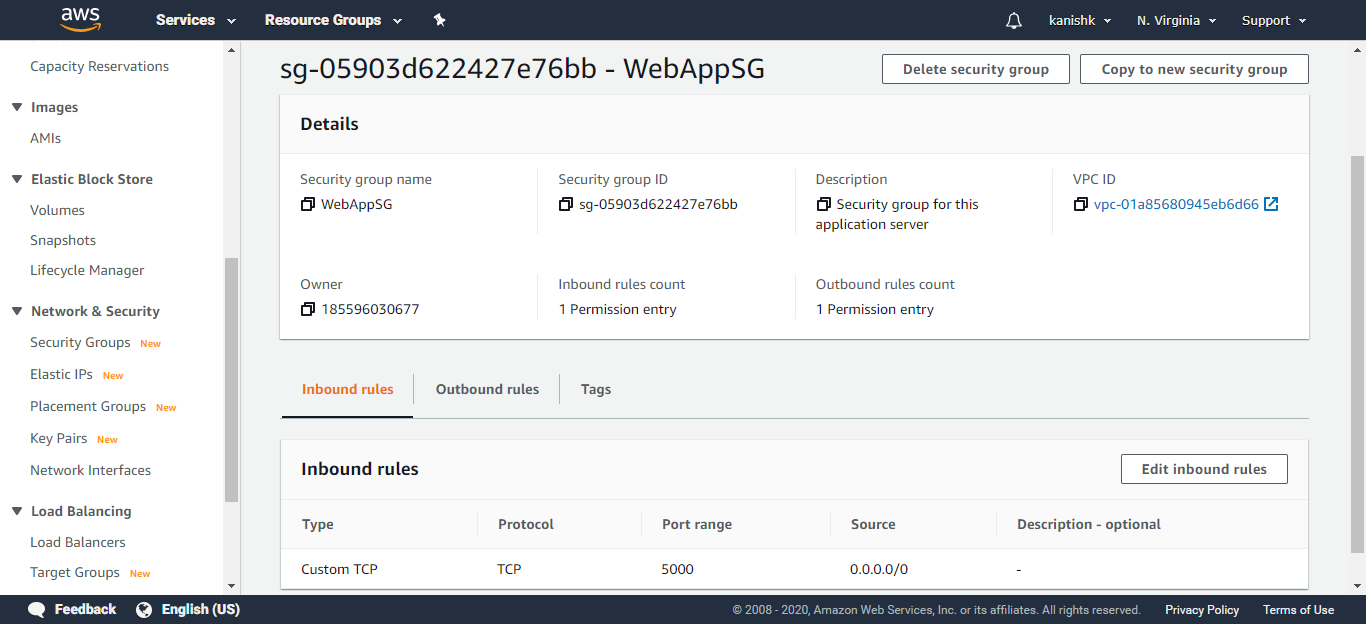 aws Services Resource Groups kanishk N. Virginia Support
Capacity Reservations
Images
AMIs
Elastic Block Store
Volumes
Snapshots
Lifecycle Manager
Network & Security
Security Groups New
Elastic IPs New
Placement Groups New
Key Pairs New
Network Interfaces
Load Balancing
Load Balancers
Target Groups New
sg-05903d622427e76bb - WebAppSG
Delete security group Copy to new security group
Details
Security group name
WebAppSG
Security group ID
sg-05903d622427e76bb
Description
Security group for this
application server
VPC ID
vpc-01a85680945eb6d66
Owner
185596030677
Inbound rules count
1 Permission entry
Outbound rules count
1 Permission entry
Inbound rules Outbound rules Tags
Inbound rules Edit inbound rules
Type Protocol Port range Source Description - optional
Custom TCP TCP 5000 0.0.0.0/0 -
Feedback English (US) © 2008 - 2020, Amazon Web Services, Inc. or its affiliates. All rights reserved. Privacy Policy Terms of Use